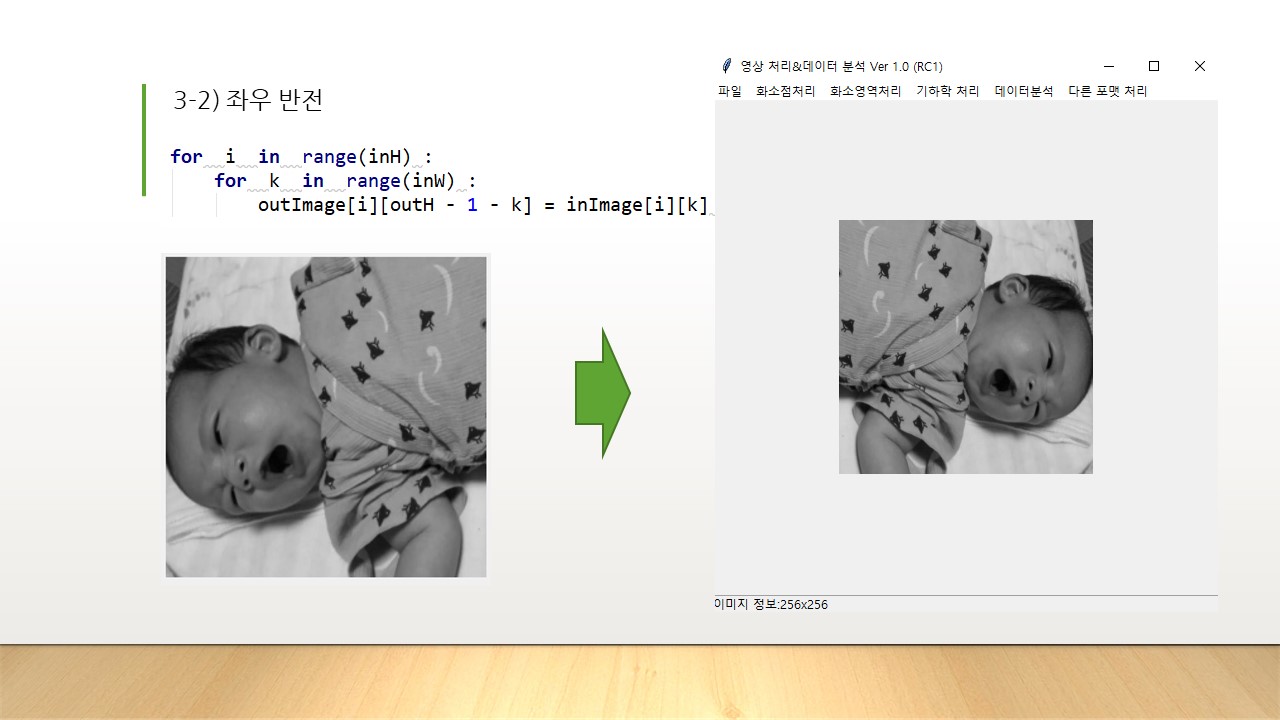 3-2) 좌우 반전
for i in range(inH) :
for k in range(inW) :
outImage[i][outH - 1 - k] = inImage[i][k]
영상 처리&데이터 분석 Ver 1.0 (RC1)
파일 화소점처리 화소영역처리 기하학 처리 데이터분석 다른 포맷 처리
이미지 정보:256x256